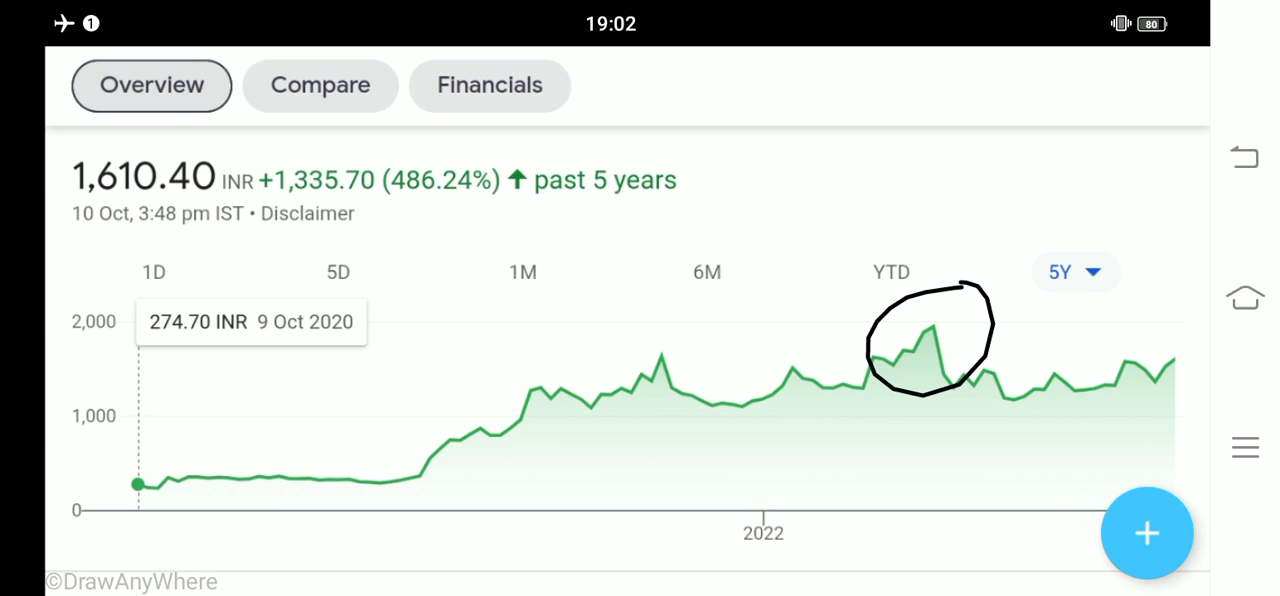 1
19:02
80
Overview Compare Financials
1,610.40 INR +1,335.70 (486.24%) ↑ past 5 years
10 Oct, 3:48 pm IST • Disclaimer
1D 5D 1M 6M YTD 5Y
2,000
274.70 INR 9 Oct 2020
1,000
0
2022
+
©DrawAnyWhere